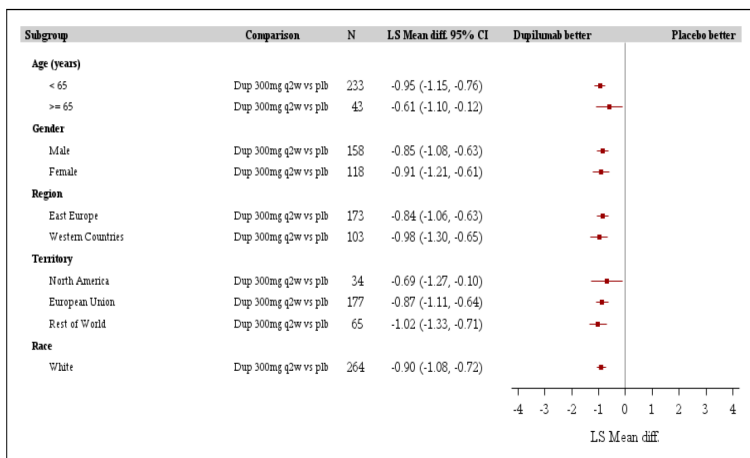 Subgroup Comparison N LS Mean diff. 95% CI Dupilumab better Placebo better
Age (years)
< 65 Dup 300mg q2w vs plb 233 -0.95 (-1.15, -0.76)
>= 65 Dup 300mg q2w vs plb 43 -0.61 (-1.10, -0.12)
Gender
Male Dup 300mg q2w vs plb 158 -0.85 (-1.08, -0.63)
Female Dup 300mg q2w vs plb 118 -0.91 (-1.21, -0.61)
Region
East Europe Dup 300mg q2w vs plb 173 -0.84 (-1.06, -0.63)
Western Countries Dup 300mg q2w vs plb 103 -0.98 (-1.30, -0.65)
Territory
North America Dup 300mg q2w vs plb 34 -0.69 (-1.27, -0.10)
European Union Dup 300mg q2w vs plb 177 -0.87 (-1.11, -0.64)
Rest of World Dup 300mg q2w vs plb 65 -1.02 (-1.33, -0.71)
Race
White Dup 300mg q2w vs plb 264 -0.90 (-1.08, -0.72)
-4 -3 -2 -1 0 1 2 3 4
LS Mean diff.